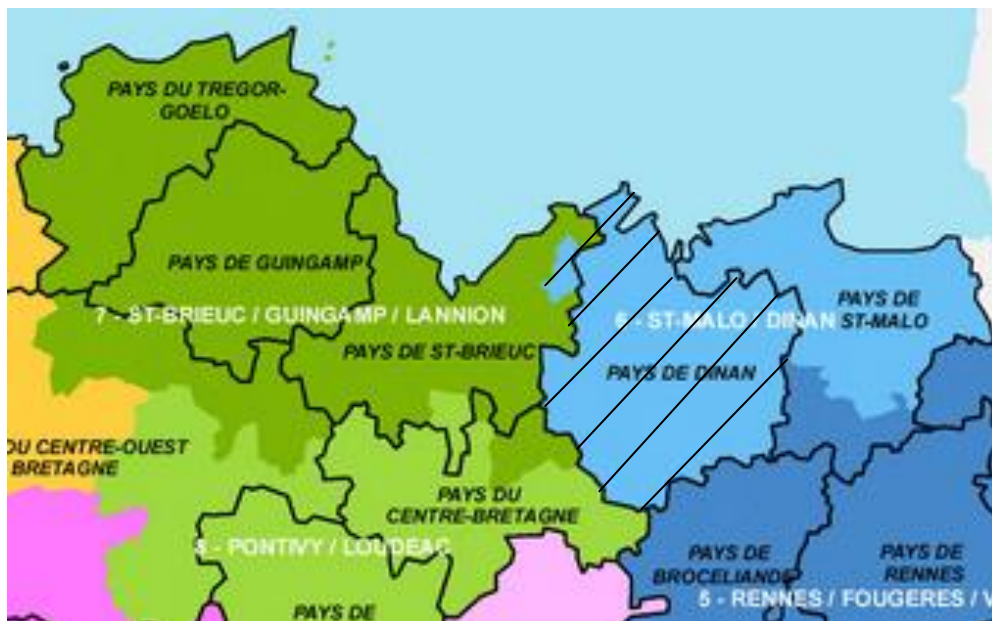 PAYS DU TREGOR-
GOELO
PAYS DE GUINGAMP
7 - ST-BRIEUC / GUINGAMP / LANNION
PAYS DE ST-BRIEUC
6 - ST-MALO / DINAN
PAYS DE
ST-MALO
PAYS DE DINAN
DU CENTRE-OUEST
BRETAGNE
PAYS DU
CENTRE-BRETAGNE
8 - PONTIVY / LOUDEAC
PAYS DE
BROCELIANDE
PAYS DE
RENNES
5 - RENNES / FOUGERES / V
PAYS DE